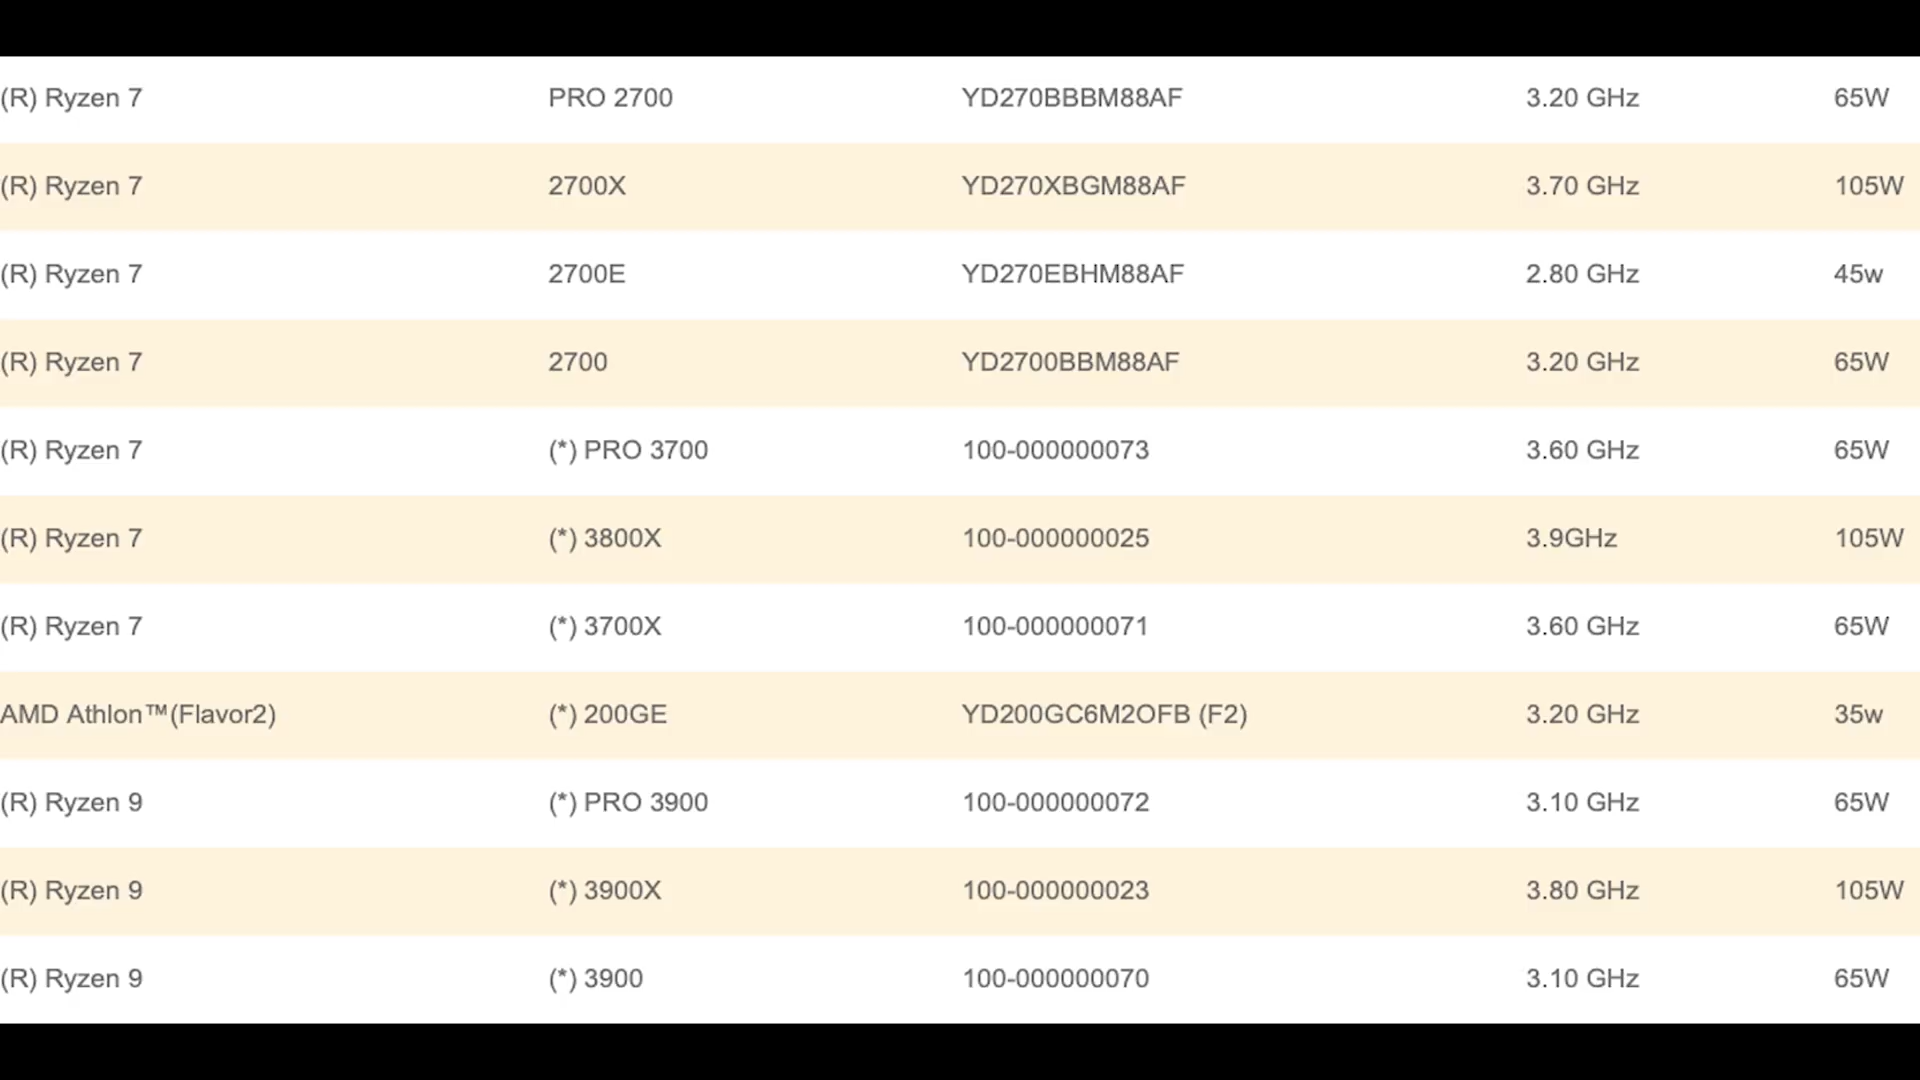 (R) Ryzen 7 PRO 2700 YD270BBBM88AF 3.20 GHz 65W
(R) Ryzen 7 2700X YD270XBGM88AF 3.70 GHz 105W
(R) Ryzen 7 2700E YD270EBHM88AF 2.80 GHz 45w
(R) Ryzen 7 2700 YD2700BBM88AF 3.20 GHz 65W
(R) Ryzen 7 (*) PRO 3700 100-000000073 3.60 GHz 65W
(R) Ryzen 7 (*) 3800X 100-000000025 3.9GHz 105W
(R) Ryzen 7 (*) 3700X 100-000000071 3.60 GHz 65W
AMD Athlon™(Flavor2) (*) 200GE YD200GC6M2OFB (F2) 3.20 GHz 35w
(R) Ryzen 9 (*) PRO 3900 100-000000072 3.10 GHz 65W
(R) Ryzen 9 (*) 3900X 100-000000023 3.80 GHz 105W
(R) Ryzen 9 (*) 3900 100-000000070 3.10 GHz 65W